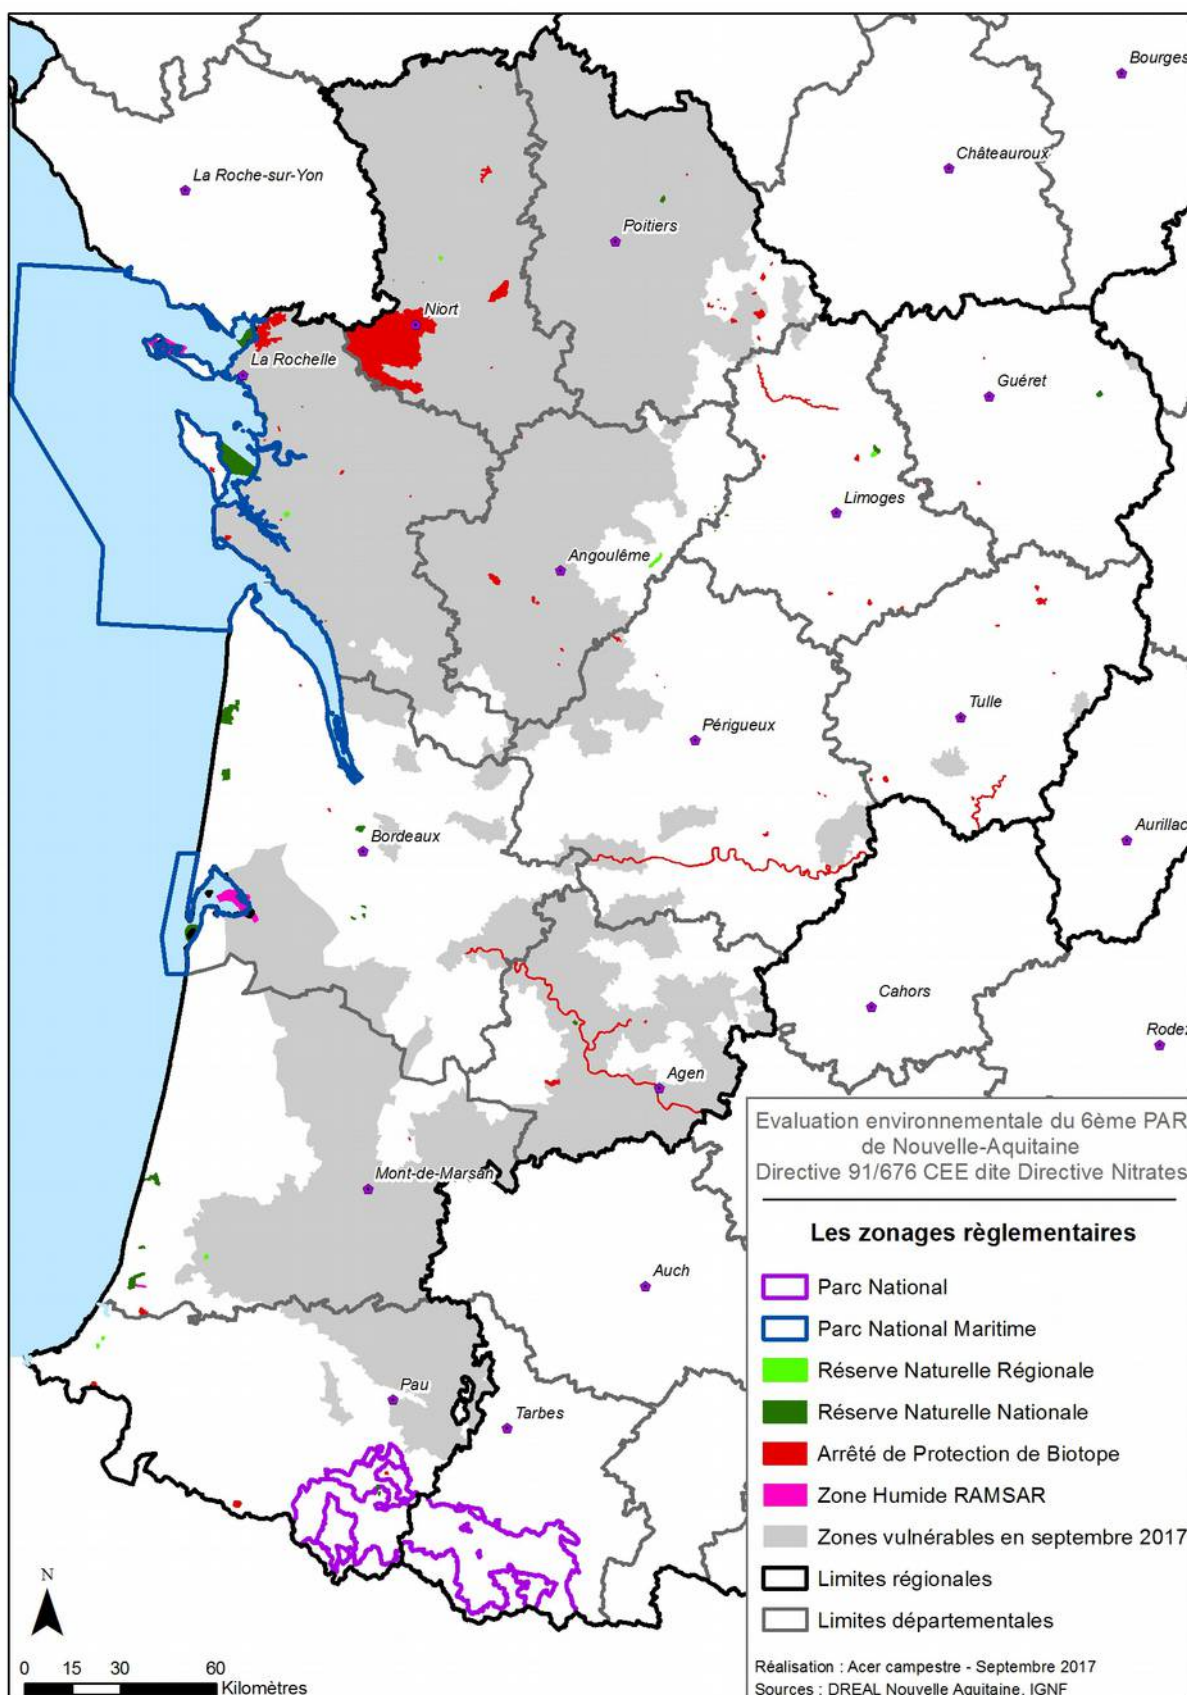 Bourges
Châteauroux
La Roche-sur-Yon
Poitiers
Niort
La Rochelle
Guéret
Limoges
Angoulême
Tulle
Périgueux
Aurillac
Bordeaux
Cahors
Agen
Mont-de-Marsan
Auch
Pau
Tarbes
Evaluation environnementale du 6ème PAR
de Nouvelle-Aquitaine
Directive 91/676 CEE dite Directive Nitrates
Les zonages règlementaires
Parc National
Parc National Maritime
Réserve Naturelle Régionale
Réserve Naturelle Nationale
Arrêté de Protection de Biotope
Zone Humide RAMSAR
Zones vulnérables en septembre 2017
Limites régionales
Limites départementales
Réalisation : Acer campestre - Septembre 2017
Sources : DREAL Nouvelle Aquitaine, IGNF
N
0 15 30 60
Kilomètres